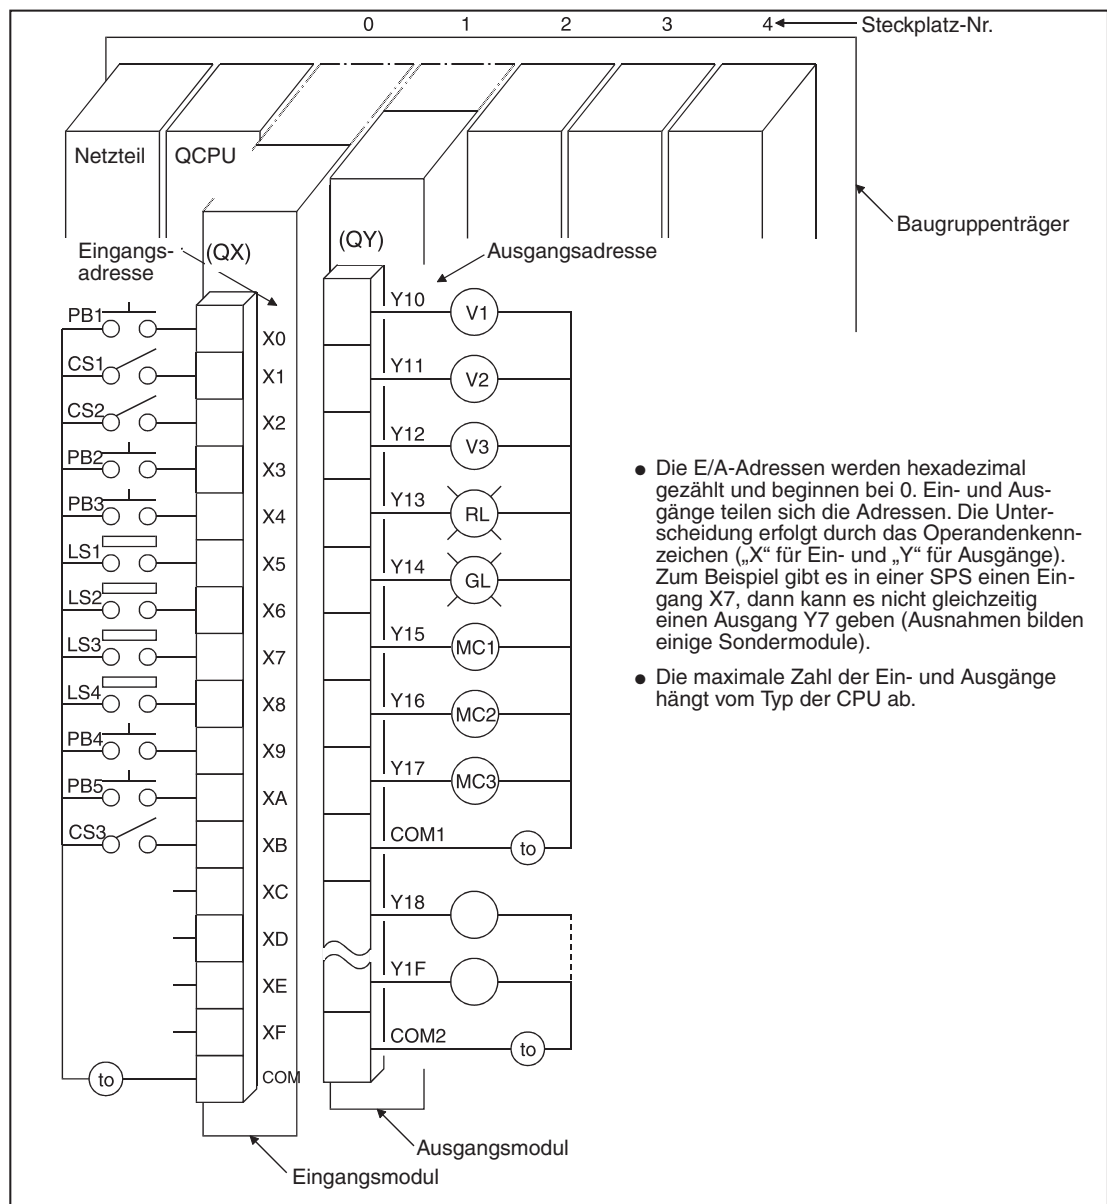 0 1 2 3 4 Steckplatz-Nr.
Netzteil QCPU
Baugruppenträger
Eingangs-
adresse
(QX)
(QY)
Ausgangsadresse
PB1 X0
CS1 X1
CS2 X2
PB2 X3
PB3 X4
LS1 X5
LS2 X6
LS3 X7
LS4 X8
PB4 X9
PB5 XA
CS3 XB
XC
XD
XE
XF
to COM
Y10 V1
Y11 V2
Y12 V3
Y13 RL
Y14 GL
Y15 MC1
Y16 MC2
Y17 MC3
COM1 to
Y18
Y1F
COM2 to
Ausgangsmodul
Eingangsmodul
● Die E/A-Adressen werden hexadezimal
gezählt und beginnen bei 0. Ein- und Aus-
gänge teilen sich die Adressen. Die Unter-
scheidung erfolgt durch das Operandenkenn-
zeichen („X“ für Ein- und „Y“ für Ausgänge).
Zum Beispiel gibt es in einer SPS einen Ein-
gang X7, dann kann es nicht gleichzeitig
einen Ausgang Y7 geben (Ausnahmen bilden
einige Sondermodule).
● Die maximale Zahl der Ein- und Ausgänge
hängt vom Typ der CPU ab.